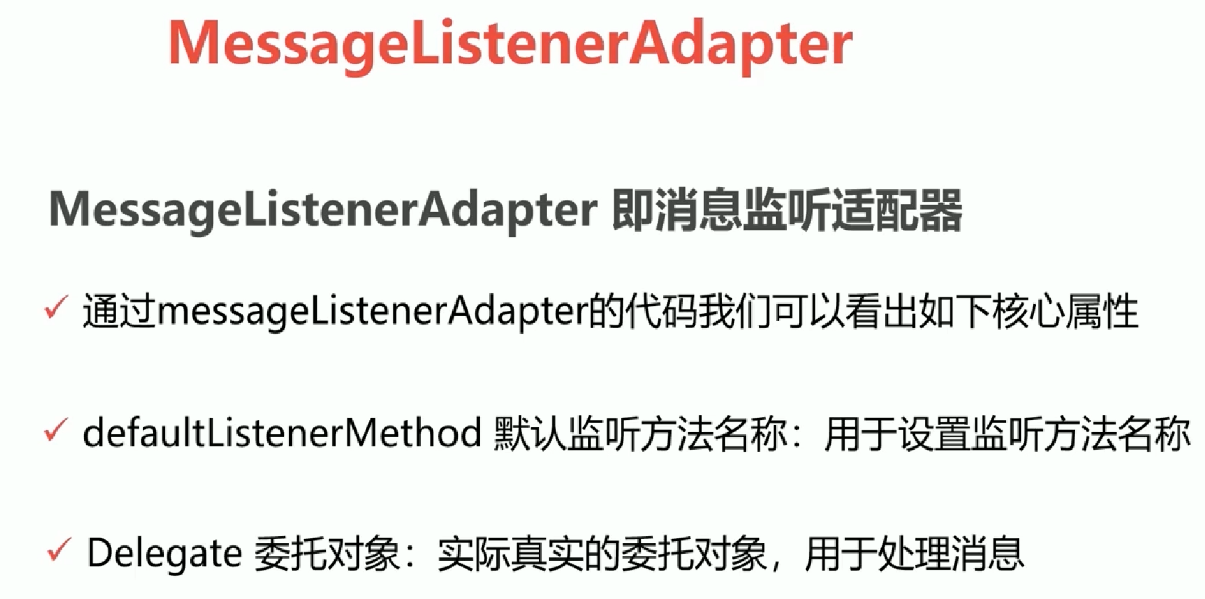 MessageListenerAdapter
MessageListenerAdapter 即消息监听适配器
✓ 通过messageListenerAdapter的代码我们可以看出如下核心属性
✓ defaultListenerMethod 默认监听方法名称：用于设置监听方法名称
✓ Delegate 委托对象：实际真实的委托对象，用于处理消息